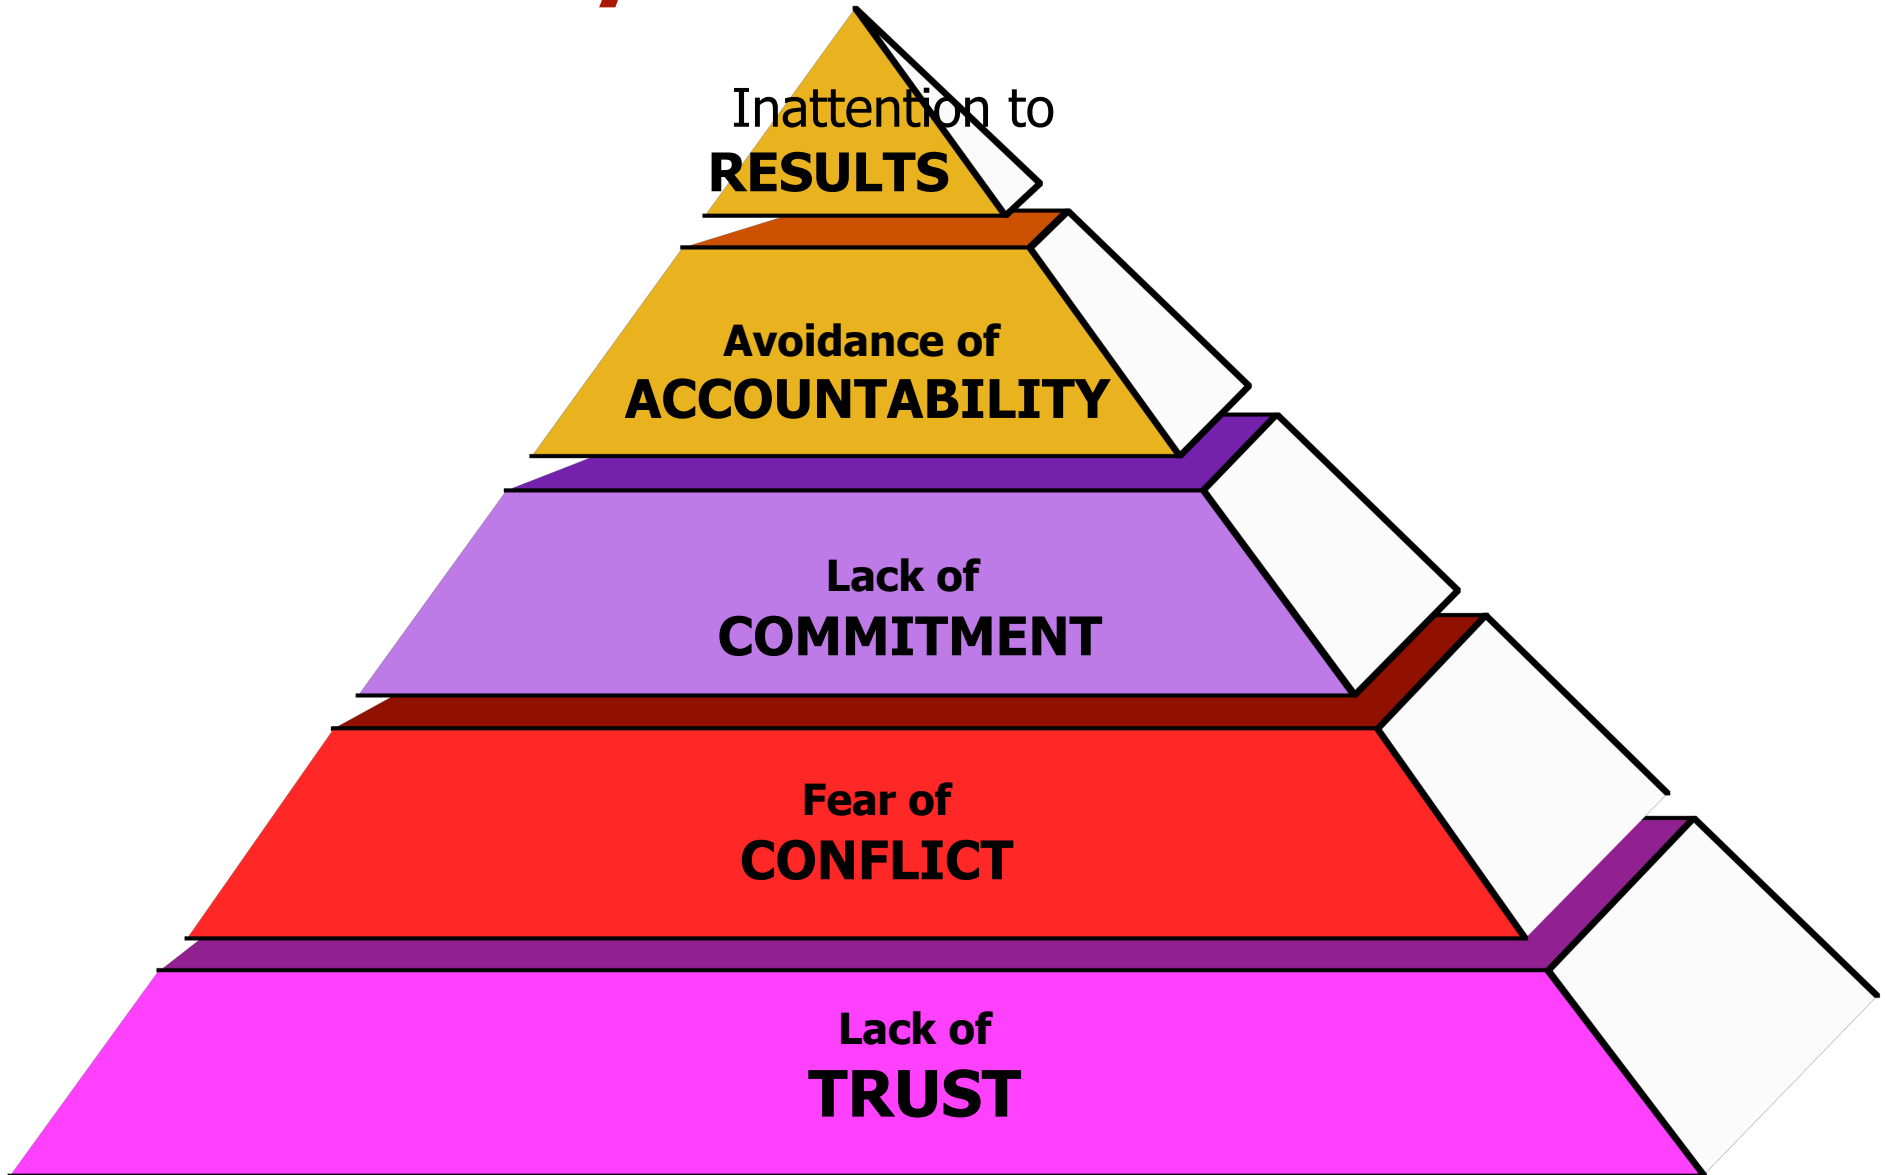 Inattention to
RESULTS
Avoidance of
ACCOUNTABILITY
Lack of
COMMITMENT
Fear of
CONFLICT
Lack of
TRUST